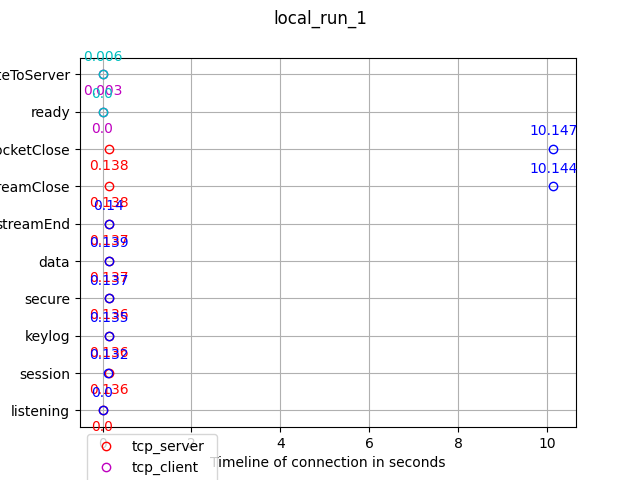 local_run_1
0.006
eToServer
0.003
0.0
ready
0.0
10.147
ocketClose
0.138
10.144
reamClose
0.138
0.14
streamEnd
0.137
0.139
data
0.137
0.137
secure
0.136
0.135
keylog
0.136
0.132
session
0.136
0.0
listening
0.0
0 2 4 6 8 10
tcp_server
Timeline of connection in seconds
tcp_client